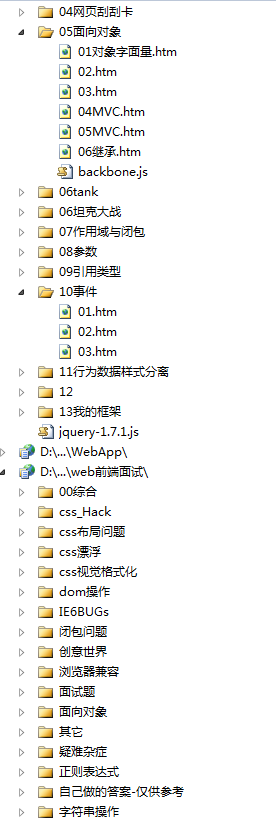 04网页刮刮卡
05面向对象
01对象字面量.htm
02.htm
03.htm
04MVC.htm
05MVC.htm
06继承.htm
backbone.js
06tank
06坦克大战
07作用域与闭包
08参数
09引用类型
10事件
01.htm
02.htm
03.htm
11行为数据样式分离
12
13我的框架
jquery-1.7.1.js
D:\...\WebApp\
D:\...\web前端面试\
00综合
css_Hack
css布局问题
css漂浮
css视觉格式化
dom操作
IE6BUGs
闭包问题
创意世界
浏览器兼容
面试题
面向对象
其它
疑难杂症
正则表达式
自己做的答案-仅供参考
字符串操作